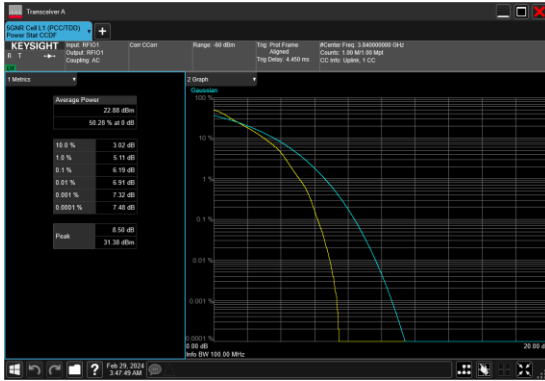 Transceiver A
5GNR Cell L1 (PCC/TDD)
Power Stat CCDF
KEYSIGHT
R T
Input: RFIO1
Output: RFIO1
Coupling: AC
Corr CCorr
Range: -60 dBm
Trig: Prot Frame
Aligned
Trig Delay: 4.450 ms
#Center Freq: 3.840000000 GHz
Counts: 1.00 M/1.00 Mpt
CC Info: Uplink, 1 CC
1 Metrics
Average Power
22.88 dBm
50.28 % at 0 dB
10.0 % 3.02 dB
1.0 % 5.11 dB
0.1 % 6.19 dB
0.01 % 6.91 dB
0.001 % 7.32 dB
0.0001 % 7.48 dB
Peak
8.50 dB
31.38 dBm
2 Graph
Gaussian
100 %
10 %
1 %
0.1 %
0.01 %
0.001 %
0.0001 %
0.00 dB
20.00 d
Info BW 100.00 MHz
?
Feb 29, 2024
3:47:49 AM